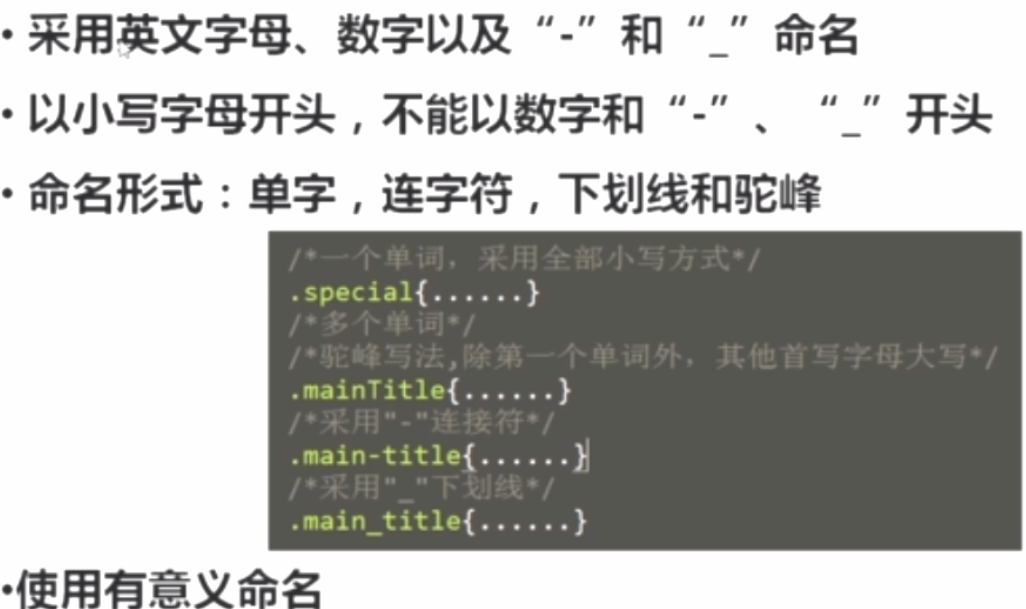 • 采用英文字母、数字以及“-”和“_”命名
• 以小写字母开头，不能以数字和“-”、“_”开头
• 命名形式：单字，连字符，下划线和驼峰
/*一个单词，采用全部小写方式*/
.special{......}
/*多个单词*/
/*驼峰写法,除第一个单词外，其他首写字母大写*/
.mainTitle{......}
/*采用"-"连接符*/
.main-title{......}
/*采用"_"下划线*/
.main_title{......}
•使用有意义命名